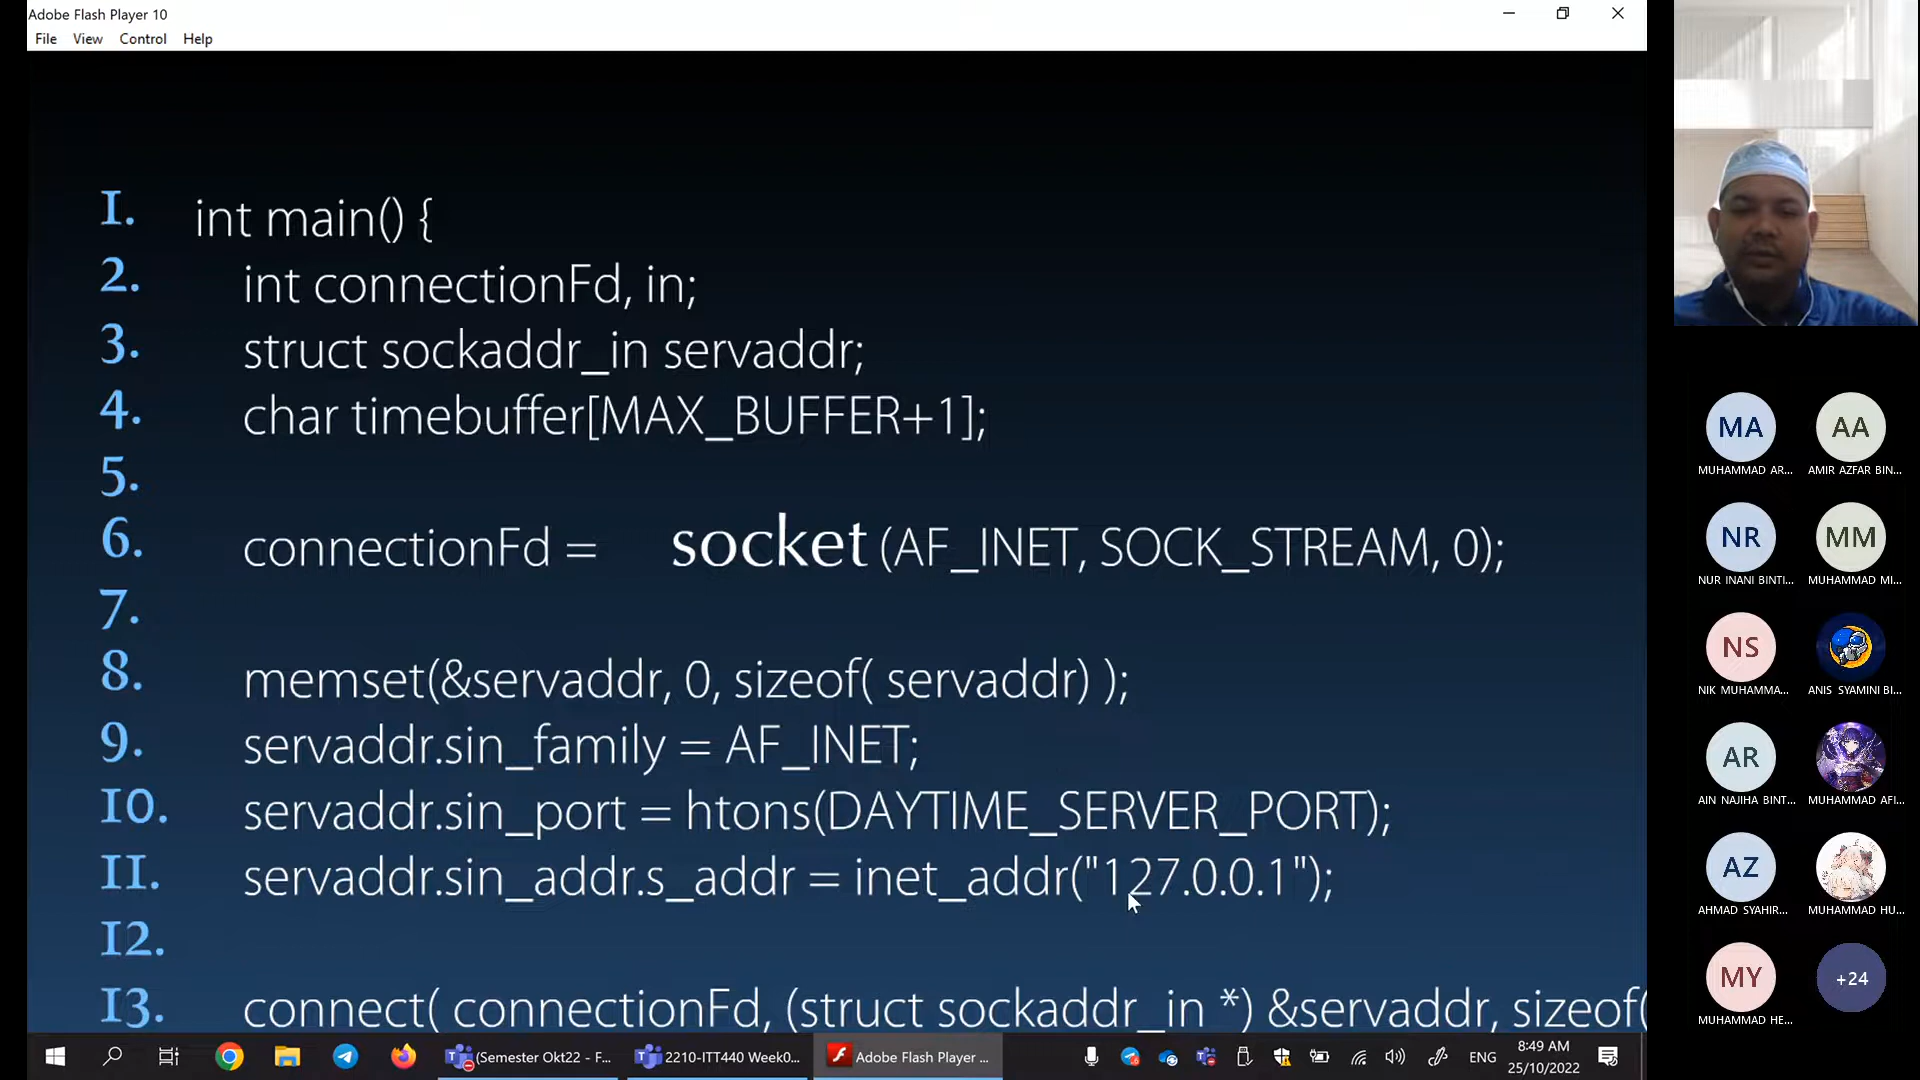 Adobe Flash Player 10
File View Control Help
1. int main() {
2. int connectionFd, in;
3. struct sockaddr_in servaddr;
4. char timebuffer[MAX_BUFFER+1];
5.
6. connectionFd = socket (AF_INET, SOCK_STREAM, 0);
7.
8. memset(&servaddr, 0, sizeof( servaddr) );
9. servaddr.sin_family = AF_INET;
10. servaddr.sin_port = htons(DAYTIME_SERVER_PORT);
11. servaddr.sin_addr.s_addr = inet_addr("127.0.0.1");
12.
13. connect( connectionFd, (struct sockaddr_in *) &servaddr, sizeof(
MA AA
MUHAMMAD AR... AMIR AZFAR BIN...
NR MM
NUR INANI BINTI... MUHAMMAD MI...
NS
NIK MUHAMMA... ANIS SYAMINI BI...
AR
AIN NAJIHA BINT... MUHAMMAD AFI...
AZ
AHMAD SYAHIR... MUHAMMAD HU...
MY +24
MUHAMMAD HE...
(Semester Okt22 - F... 2210-ITT440 Week0... Adobe Flash Player ... ENG 8:49 AM
25/10/2022